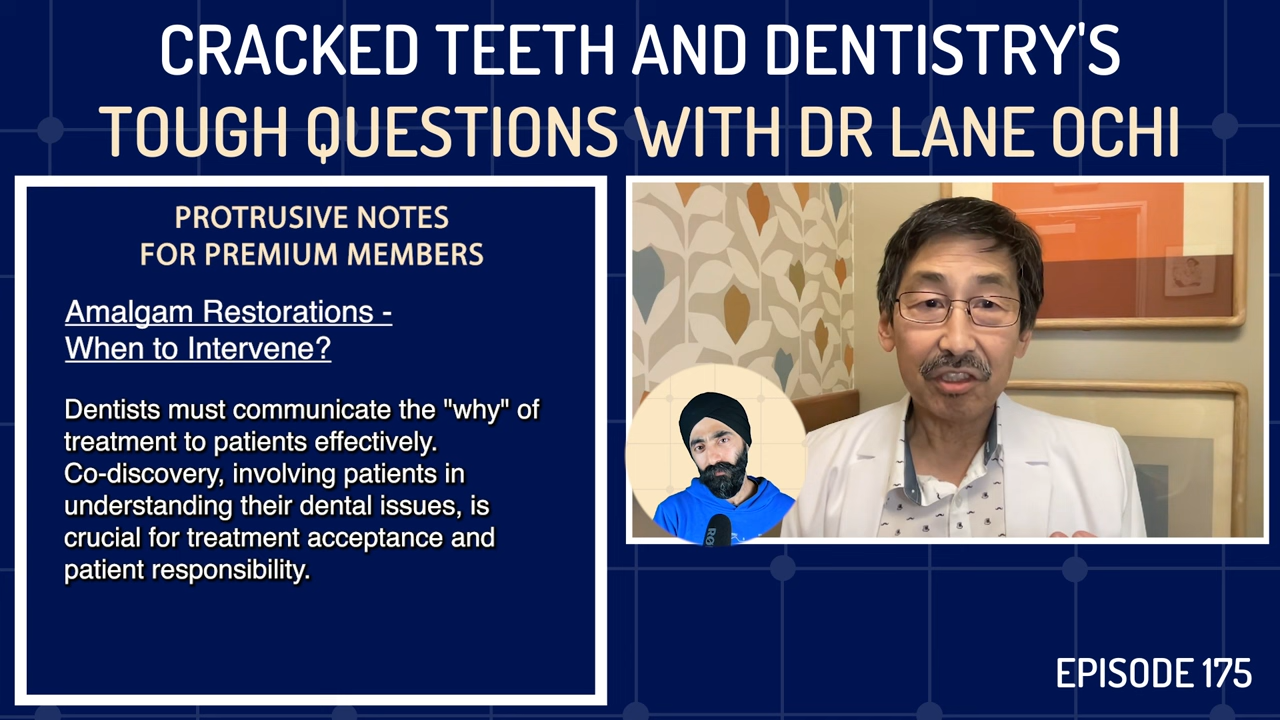 CRACKED TEETH AND DENTISTRY'S
TOUGH QUESTIONS WITH DR LANE OCHI
PROTRUSIVE NOTES
FOR PREMIUM MEMBERS
Amalgam Restorations -
When to Intervene?
Dentists must communicate the "why" of
treatment to patients effectively.
Co-discovery, involving patients in
understanding their dental issues, is
crucial for treatment acceptance and
patient responsibility.
EPISODE 175